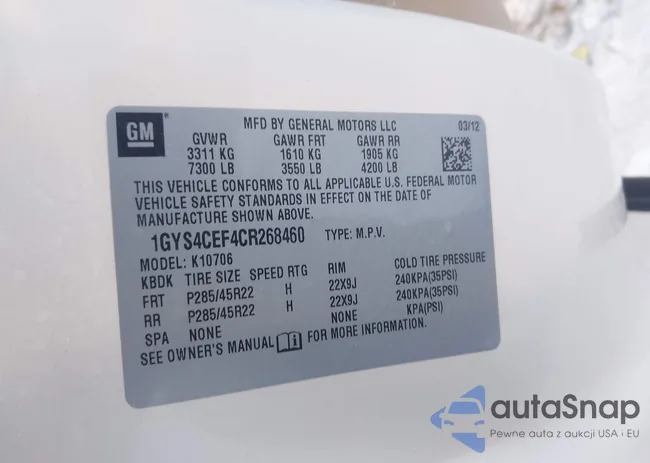 GM
MFD BY GENERAL MOTORS LLC 03/12
GVWR GAWR FRT GAWR RR
3311 KG 1610 KG 1905 KG
7300 LB 3550 LB 4200 LB
THIS VEHICLE CONFORMS TO ALL APPLICABLE U.S. FEDERAL MOTOR
VEHICLE SAFETY STANDARDS IN EFFECT ON THE DATE OF
MANUFACTURE SHOWN ABOVE.
1GYS4CEF4CR268460 TYPE: M.P.V.
MODEL: K10706
KBDK TIRE SIZE SPEED RTG RIM COLD TIRE PRESSURE
FRT P285/45R22 H 22X9J 240KPA(35PSI)
RR P285/45R22 H 22X9J 240KPA(35PSI)
SPA NONE NONE KPA(PSI)
SEE OWNER'S MANUAL FOR MORE INFORMATION.
autaSnap
Pewne auta z aukcji USA i EU